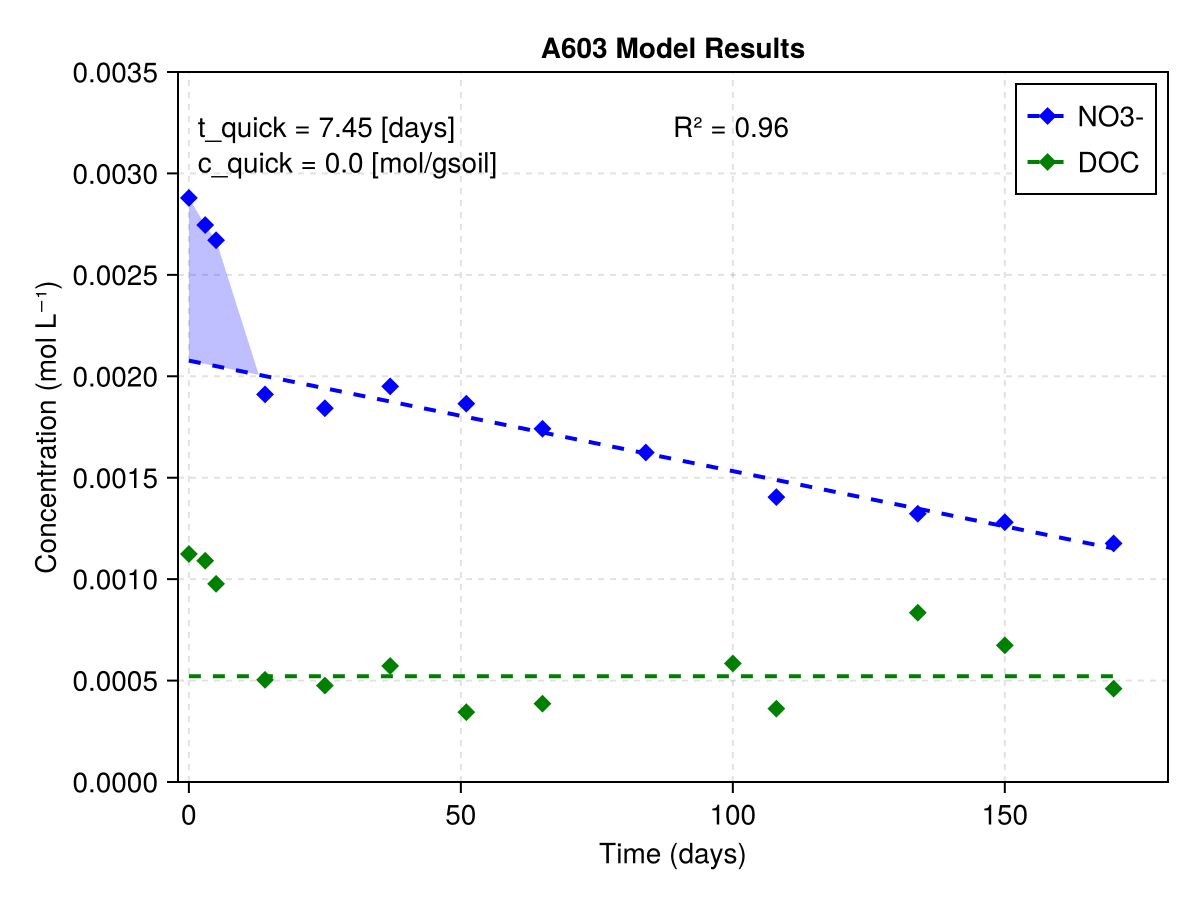 A603 Model Results
0.0035
0.0030
0.0025
0.0020
0.0015
0.0010
0.0005
0.0000
Concentration (mol L⁻¹)
t_quick = 7.45 [days]
c_quick = 0.0 [mol/gsoil]
R² = 0.96
NO3-
DOC
0 50 100 150
Time (days)